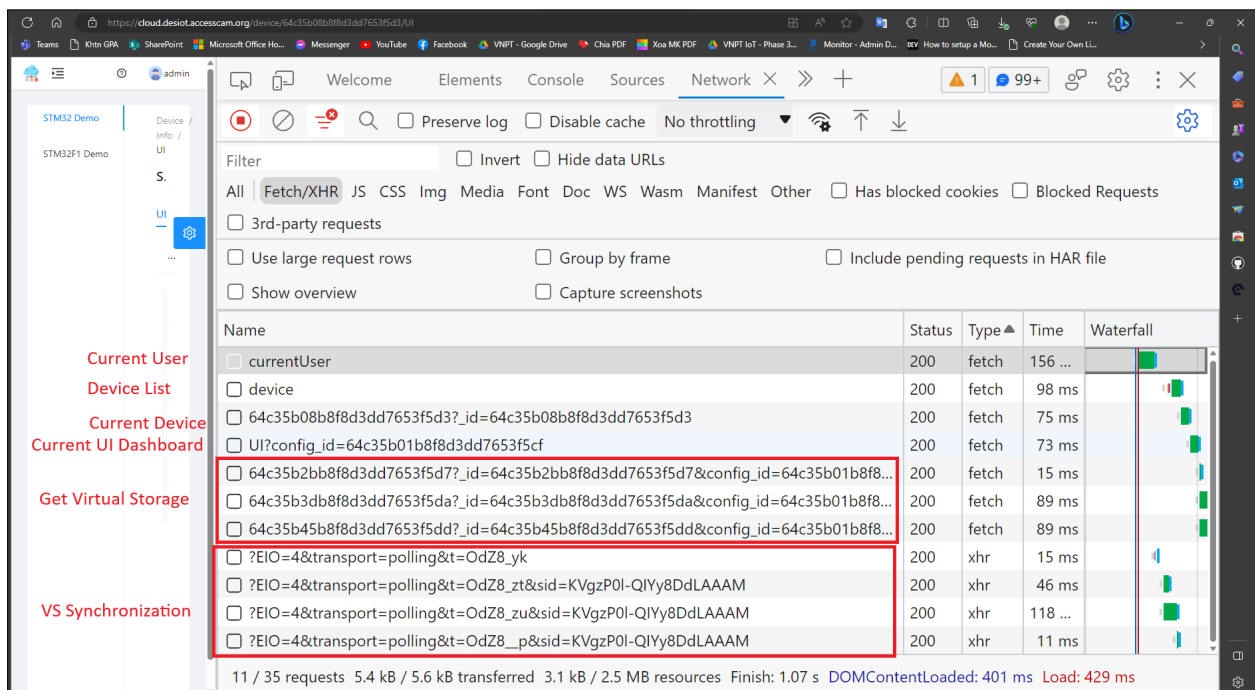 https://cloud.desiot.accesscam.org/device/64c35b08b8f8d3dd7653f5d3/UI
Teams Khtn GPA SharePoint Microsoft Office Ho... Messenger YouTube Facebook VNPT - Google Drive Chia PDF Xoa MK PDF VNPT IoT - Phase 3... Monitor - Admin D... DEV How to setup a Mo... Create Your Own Li...
admin
Welcome Elements Console Sources Network 1 99+
STM32 Demo
Device /
Info /
UI
STM32F1 Demo
S.
UI
...
Preserve log Disable cache No throttling
Filter Invert Hide data URLs
All Fetch/XHR JS CSS Img Media Font Doc WS Wasm Manifest Other Has blocked cookies Blocked Requests
3rd-party requests
Use large request rows Group by frame Include pending requests in HAR file
Show overview Capture screenshots
Name Status Type Time Waterfall
Current User currentUser 200 fetch 156 ...
Device List device 200 fetch 98 ms
Current Device 64c35b08b8f8d3dd7653f5d3?_id=64c35b08b8f8d3dd7653f5d3 200 fetch 75 ms
Current UI Dashboard UI?config_id=64c35b01b8f8d3dd7653f5cf 200 fetch 73 ms
64c35b2bb8f8d3dd7653f5d7?_id=64c35b2bb8f8d3dd7653f5d7&config_id=64c35b01b8f8... 200 fetch 15 ms
Get Virtual Storage 64c35b3db8f8d3dd7653f5da?_id=64c35b3db8f8d3dd7653f5da&config_id=64c35b01b8f8... 200 fetch 89 ms
64c35b45b8f8d3dd7653f5dd?_id=64c35b45b8f8d3dd7653f5dd&config_id=64c35b01b8f8... 200 fetch 89 ms
?EIO=4&transport=polling&t=OdZ8_yk 200 xhr 15 ms
?EIO=4&transport=polling&t=OdZ8_zt&sid=KVgzP0l-QIYy8DdLAAAM 200 xhr 46 ms
VS Synchronization ?EIO=4&transport=polling&t=OdZ8_zu&sid=KVgzP0l-QIYy8DdLAAAM 200 xhr 118 ...
?EIO=4&transport=polling&t=OdZ8__p&sid=KVgzP0l-QIYy8DdLAAAM 200 xhr 11 ms
11 / 35 requests 5.4 kB / 5.6 kB transferred 3.1 kB / 2.5 MB resources Finish: 1.07 s DOMContentLoaded: 401 ms Load: 429 ms